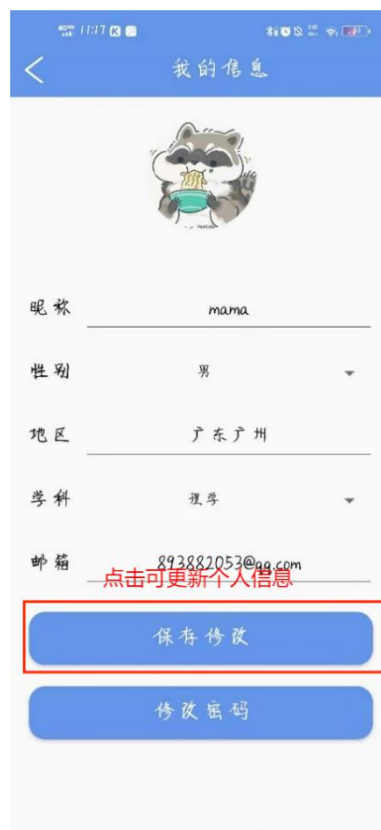 11:17
我的信息
昵称 mama
性别 男
地区 广东广州
学科 理学
邮箱 893882053@qq.com
点击可更新个人信息
保存修改
修改密码